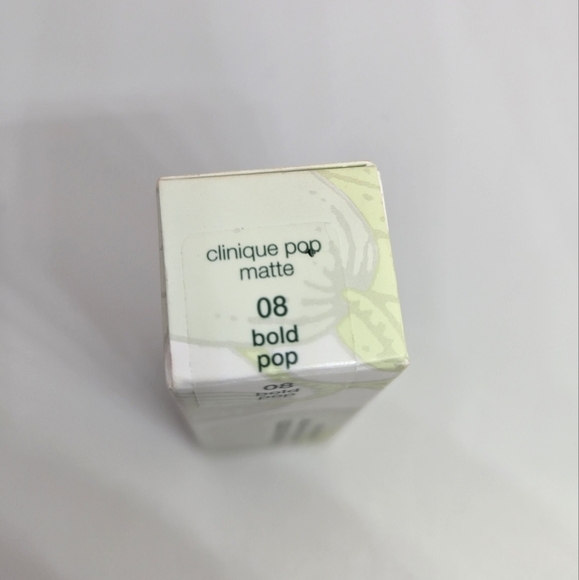 clinique pop
matte
08
bold
pop
08
bold
pop